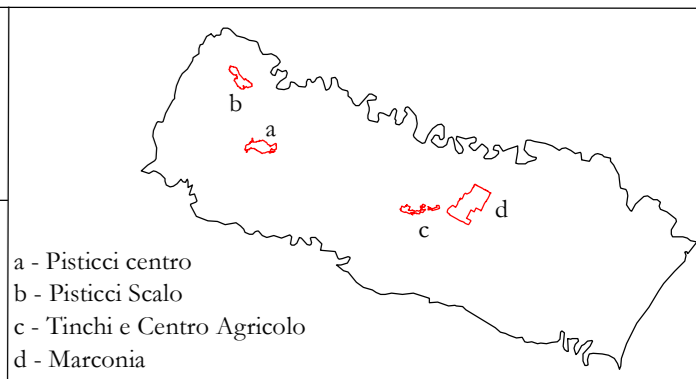 b
a
d
c
a - Pisticci centro
b - Pisticci Scalo
c - Tinchi e Centro Agricolo
d - Marconia